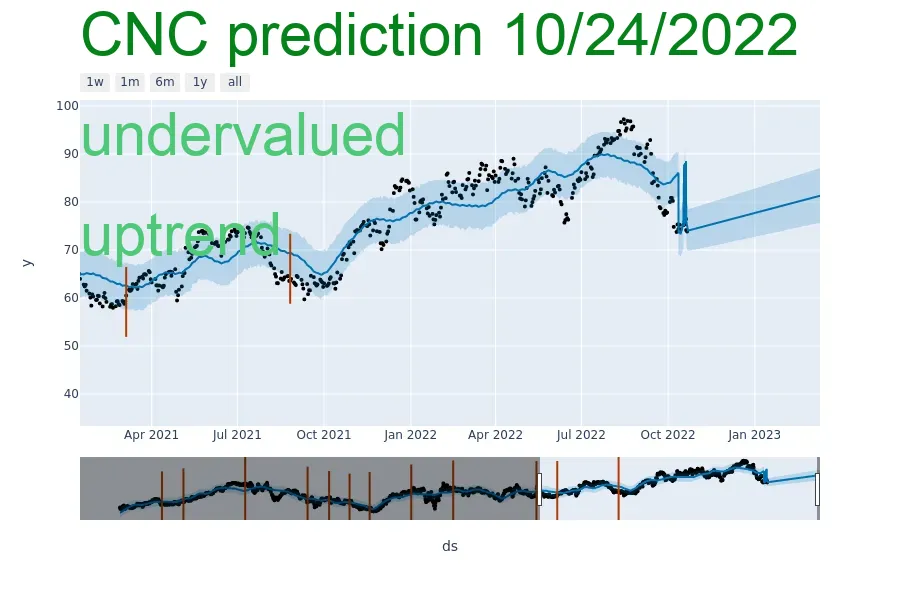 CNC prediction 10/24/2022
1w 1m 6m 1y all
100
undervalued
90
80
uptrend
70
y
60
50
40
Apr 2021 Jul 2021 Oct 2021 Jan 2022 Apr 2022 Jul 2022 Oct 2022 Jan 2023
ds